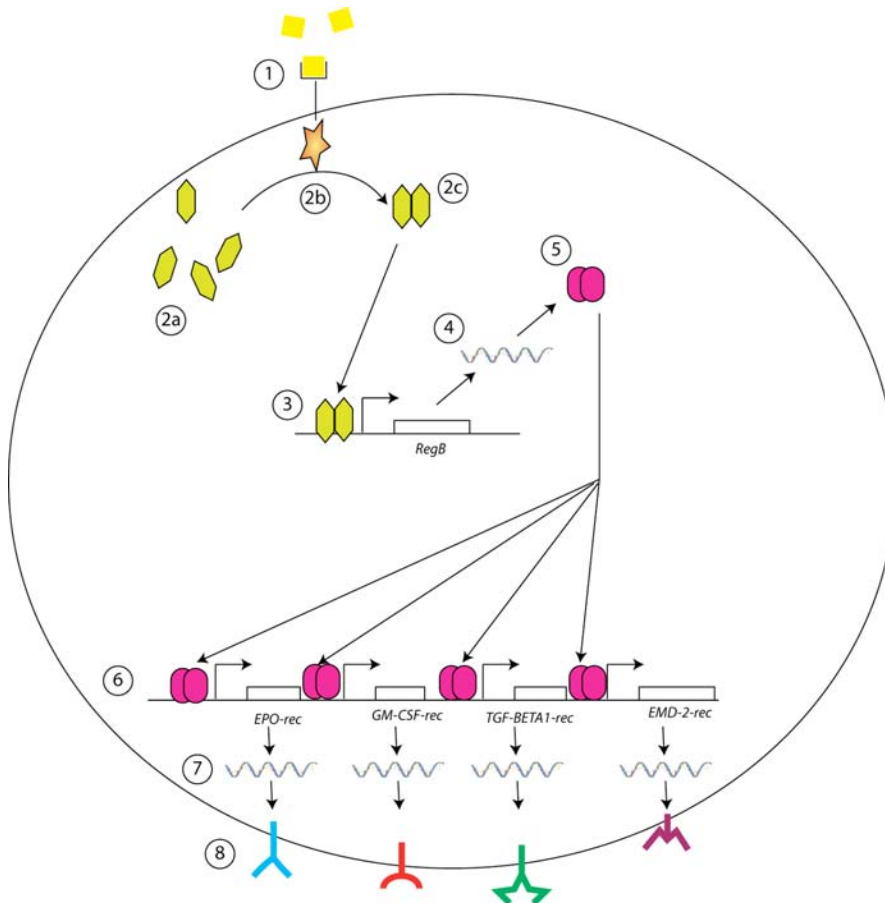 1
2b
2c
2a
5
4
3
RegB
6
EPO-rec
GM-CSF-rec
TGF-BETA1-rec
EMD-2-rec
7
8